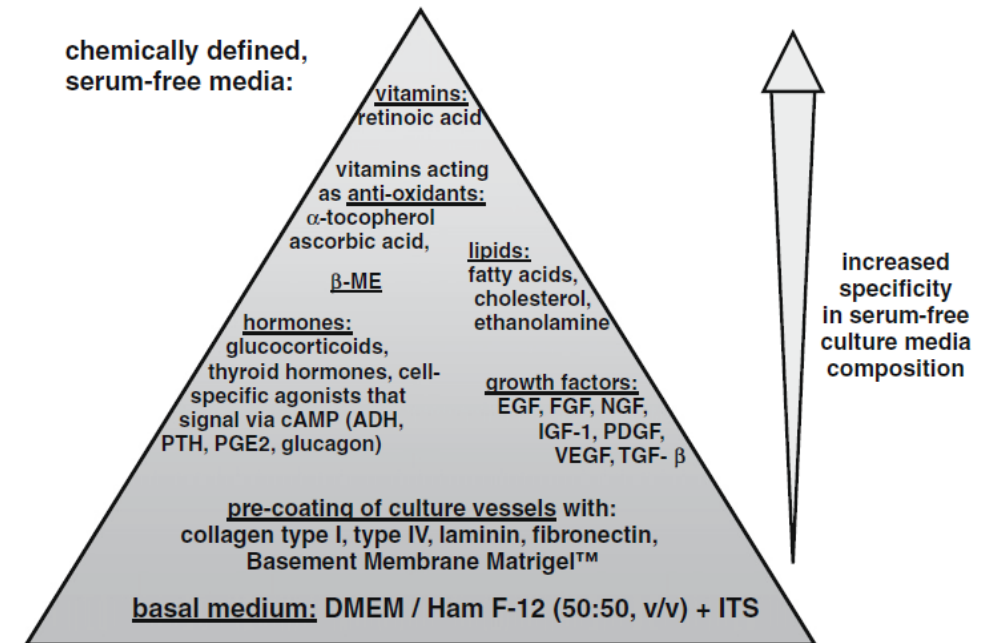 chemically defined,
serum-free media:
vitamins:
retinoic acid
vitamins acting
as anti-oxidants:
α-tocopherol
ascorbic acid,
β-ME
lipids:
fatty acids,
cholesterol,
ethanolamine
hormones:
glucocorticoids,
thyroid hormones, cell-
specific agonists that
signal via cAMP (ADH,
PTH, PGE2, glucagon)
growth factors:
EGF, FGF, NGF,
IGF-1, PDGF,
VEGF, TGF- β
pre-coating of culture vessels with:
collagen type I, type IV, laminin, fibronectin,
Basement Membrane Matrigel™
basal medium: DMEM / Ham F-12 (50:50, v/v) + ITS
increased
specificity
in serum-free
culture media
composition